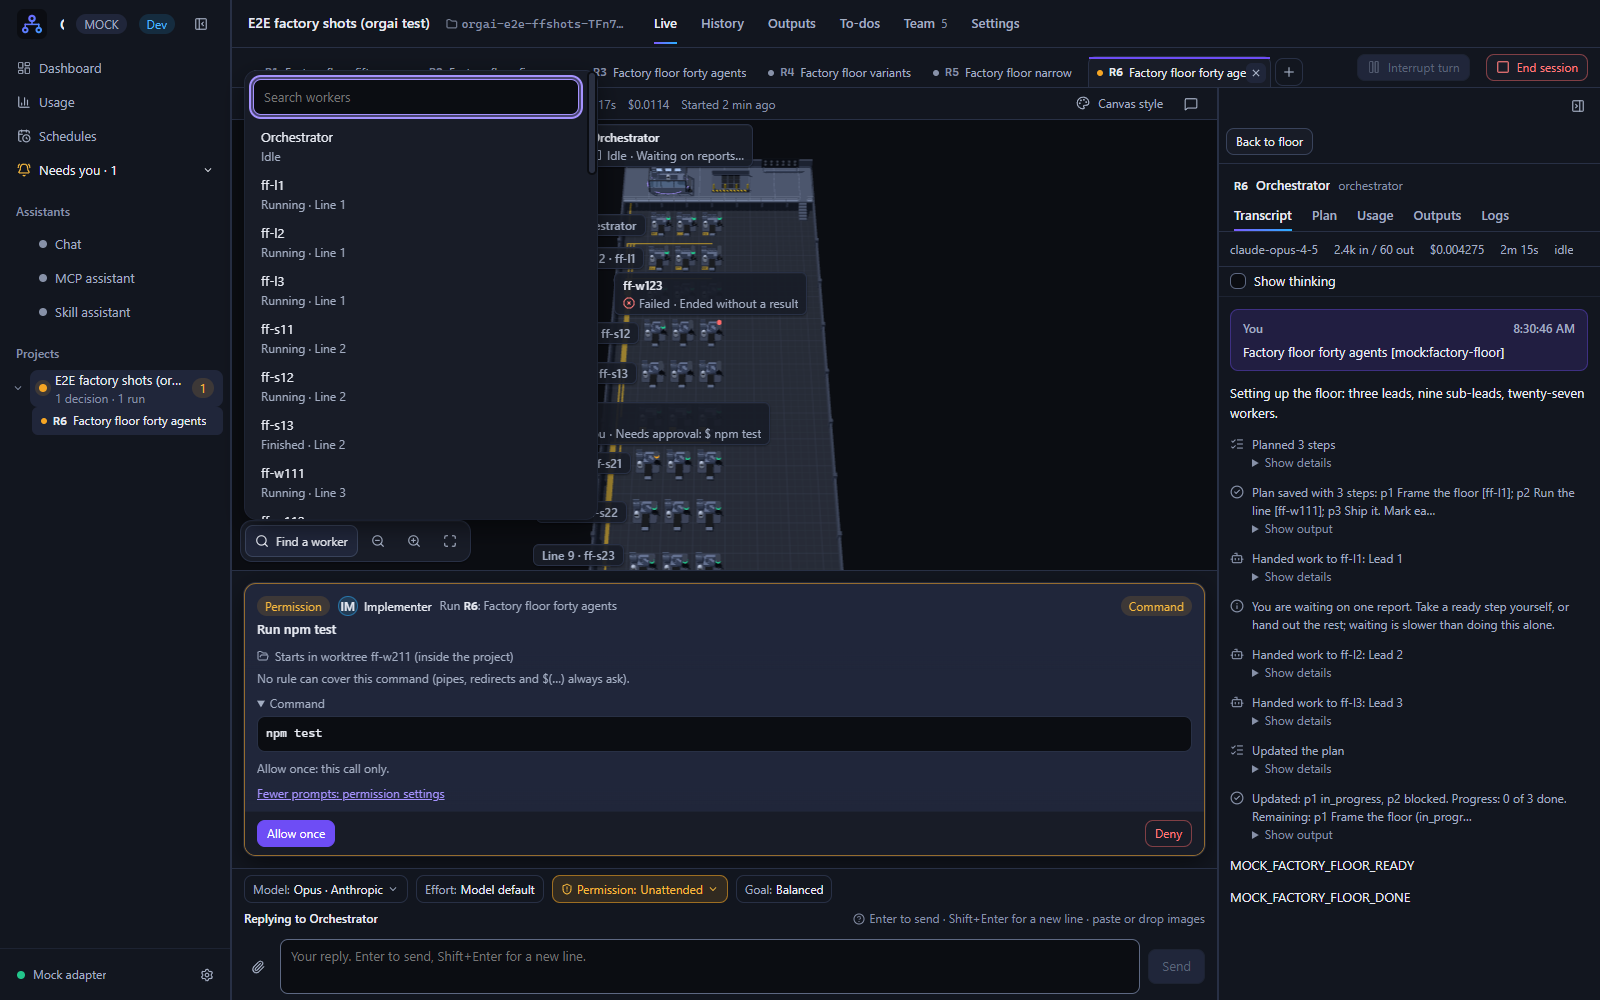 MOCK
Dev
Dashboard
Usage
Schedules
Needs you · 1
Assistants
Chat
MCP assistant
Skill assistant
Projects
E2E factory shots (or...
1
1 decision · 1 run
R6 Factory floor forty agents
Mock adapter
E2E factory shots (orgai test)
orgai-e2e-ffshots-TFn7…
Live
History
Outputs
To-dos
Team 5
Settings
R3 Factory floor forty agents
R4 Factory floor variants
R5 Factory floor narrow
R6 Factory floor forty age
Interrupt turn
End session
17s $0.0114 Started 2 min ago
Canvas style
Search workers
Orchestrator
Idle
ff-l1
Running · Line 1
ff-l2
Running · Line 1
ff-l3
Running · Line 1
ff-s11
Running · Line 2
ff-s12
Running · Line 2
ff-s13
Finished · Line 2
ff-w111
Running · Line 3
Find a worker
Orchestrator
Idle · Waiting on reports...
estrator
2 · ff-l1
ff-w123
Failed · Ended without a result
ff-s12
ff-s13
u · Needs approval: $ npm test
ff-s21
s22
Line 9 · ff-s23
Permission
IM Implementer Run R6: Factory floor forty agents
Command
Run npm test
Starts in worktree ff-w211 (inside the project)
No rule can cover this command (pipes, redirects and $(...) always ask).
Command
npm test
Allow once: this call only.
Fewer prompts: permission settings
Allow once
Deny
Model: Opus · Anthropic
Effort: Model default
Permission: Unattended
Goal: Balanced
Replying to Orchestrator
Enter to send · Shift+Enter for a new line · paste or drop images
Your reply. Enter to send, Shift+Enter for a new line.
Send
Back to floor
R6 Orchestrator orchestrator
Transcript
Plan
Usage
Outputs
Logs
claude-opus-4-5 2.4k in / 60 out $0.004275 2m 15s idle
Show thinking
You 8:30:46 AM
Factory floor forty agents [mock:factory-floor]
Setting up the floor: three leads, nine sub-leads, twenty-seven
workers.
Planned 3 steps
Show details
Plan saved with 3 steps: p1 Frame the floor [ff-l1]; p2 Run the
line [ff-w111]; p3 Ship it. Mark ea...
Show output
Handed work to ff-l1: Lead 1
Show details
You are waiting on one report. Take a ready step yourself, or
hand out the rest; waiting is slower than doing this alone.
Handed work to ff-l2: Lead 2
Show details
Handed work to ff-l3: Lead 3
Show details
Updated the plan
Show details
Updated: p1 in_progress, p2 blocked. Progress: 0 of 3 done.
Remaining: p1 Frame the floor (in_progr...
Show output
MOCK_FACTORY_FLOOR_READY
MOCK_FACTORY_FLOOR_DONE